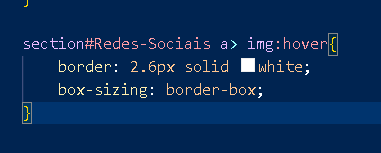 }
section#Redes-Sociais a> img:hover{
border: 2.6px solid white;
box-sizing: border-box;
}